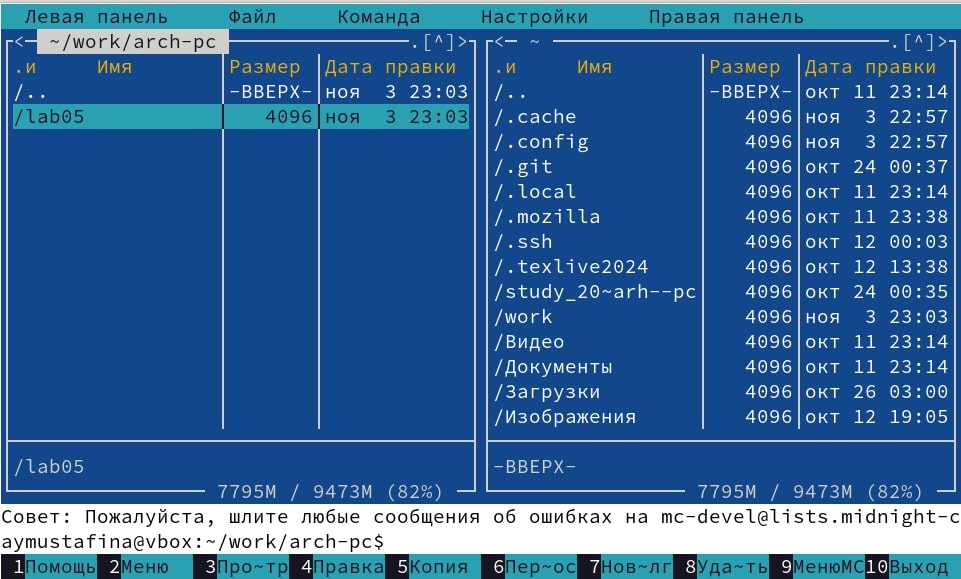 Левая панель Файл Команда Настройки Правая панель
<─ ~/work/arch-pc ─.[^]>┐ ┌<─ ~ ─.[^]>
.и Имя Размер Дата правки .и Имя Размер Дата правки
/.. -ВВЕРХ- ноя 3 23:03 /.. -ВВЕРХ- окт 11 23:14
/lab05 4096 ноя 3 23:03 /.cache 4096 ноя 3 22:57
/.config 4096 ноя 3 22:57
/.git 4096 окт 24 00:37
/.local 4096 окт 11 23:14
/.mozilla 4096 окт 11 23:38
/.ssh 4096 окт 12 00:03
/.texlive2024 4096 окт 12 13:38
/study_20~arh--pc 4096 окт 24 00:35
/work 4096 ноя 3 23:03
/Видео 4096 окт 11 23:14
/Документы 4096 окт 11 23:14
/Загрузки 4096 окт 26 03:00
/Изображения 4096 окт 12 19:05
/lab05 -ВВЕРХ-
7795M / 9473M (82%) 7795M / 9473M (82%)
Совет: Пожалуйста, шлите любые сообщения об ошибках на mc-devel@lists.midnight-c
aymustafina@vbox:~/work/arch-pc$
1Помощь 2Меню 3Про~тр 4Правка 5Копия 6Пер~ос 7Нов~лг 8Уда~ть 9МенюMC 10Выход